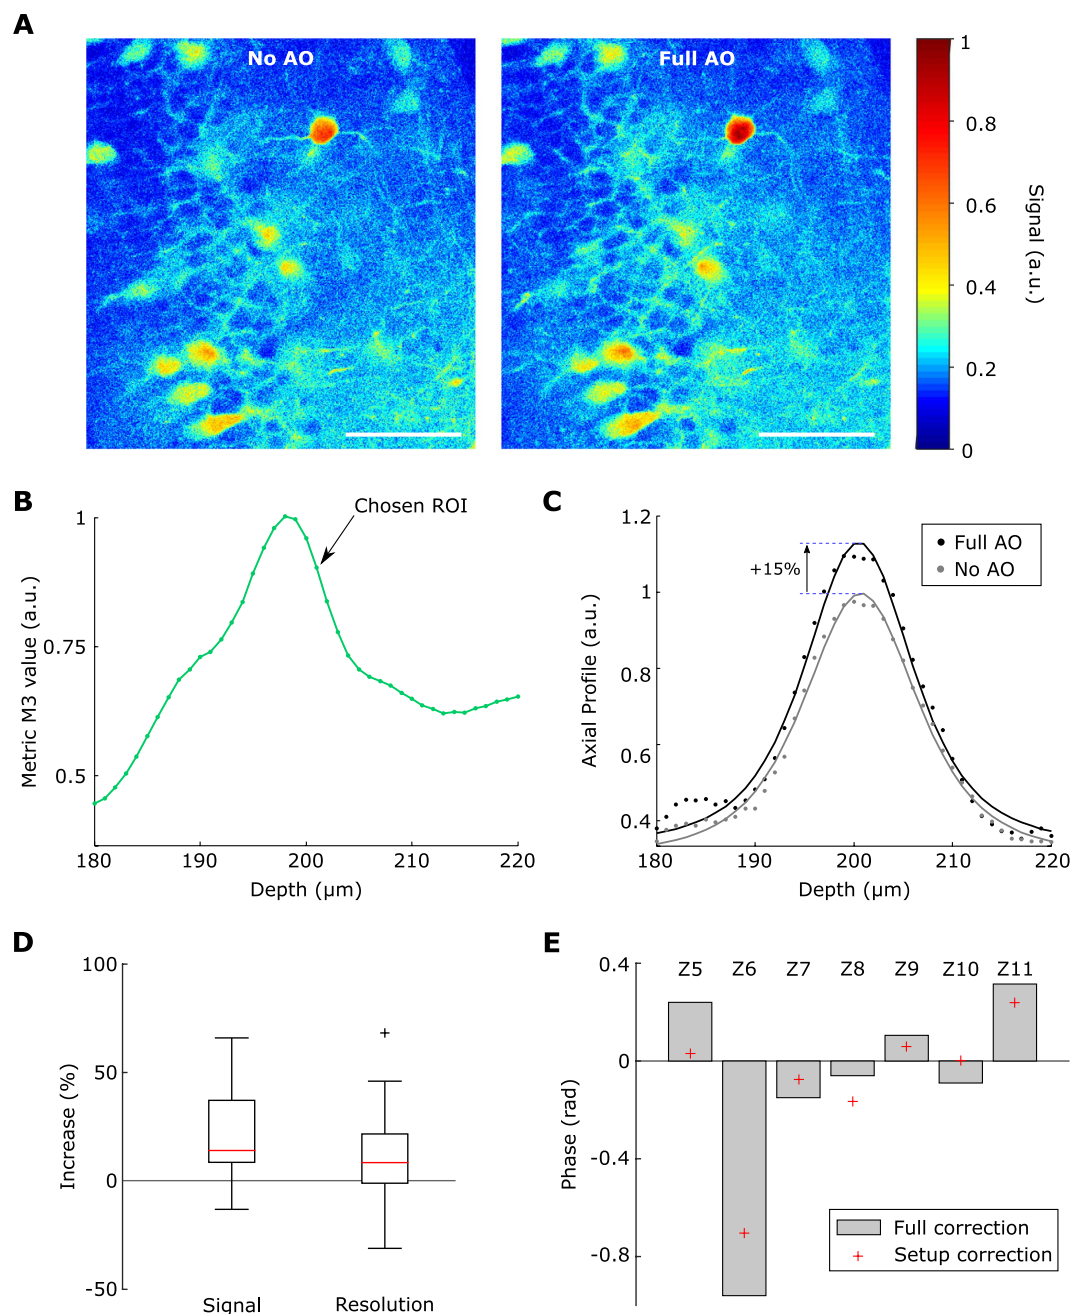 A
No AO
Full AO
1
0.8
0.6
0.4
0.2
0
Signal (a.u.)
B
Chosen ROI
1
0.75
0.5
Metric M3 value (a.u.)
180
190
200
210
220
Depth (µm)
C
Full AO
No AO
+15%
1.2
1
0.8
0.6
0.4
Axial Profile (a.u.)
180
190
200
210
220
Depth (µm)
D
100
50
0
-50
Increase (%)
Signal
Resolution
E
0.4
0
-0.4
-0.8
Phase (rad)
Z5 Z6 Z7 Z8 Z9 Z10 Z11
Full correction
Setup correction